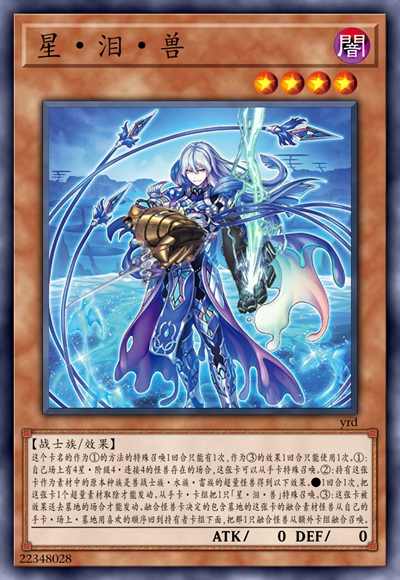 星·泪·兽
闇
yrd
【战士族/效果】
这个卡名的作为①的方法的特殊召唤1回合只能有1次,作为③的效果1回合只能使用1次。①:
自己场上有4星·阶级4·连接4的怪兽存在的场合,这张卡可以从手卡特殊召唤。②:持有这张
卡作为素材中的原本种族是兽战士族·水族·雷族的超量怪兽得到以下效果。●1回合1次,把
这张卡1个超量素材取除才能发动。从手卡·卡组把1只「星·泪·兽」特殊召唤。③:这张卡被
效果送去墓地的场合才能发动。融合怪兽卡决定的包含墓地的这张卡的融合素材怪兽从自己的
手卡·场上·墓地用喜欢的顺序回到持有者卡组下面,把那1只融合怪兽从额外卡组融合召唤。
ATK/ 0 DEF/ 0
22348028